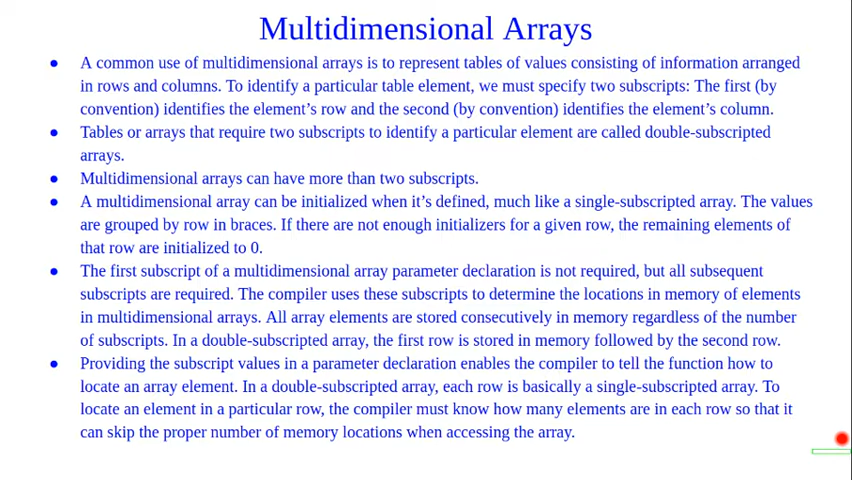 Multidimensional Arrays
● A common use of multidimensional arrays is to represent tables of values consisting of information arranged
in rows and columns. To identify a particular table element, we must specify two subscripts: The first (by
convention) identifies the element’s row and the second (by convention) identifies the element’s column.
● Tables or arrays that require two subscripts to identify a particular element are called double-subscripted
arrays.
● Multidimensional arrays can have more than two subscripts.
● A multidimensional array can be initialized when it’s defined, much like a single-subscripted array. The values
are grouped by row in braces. If there are not enough initializers for a given row, the remaining elements of
that row are initialized to 0.
● The first subscript of a multidimensional array parameter declaration is not required, but all subsequent
subscripts are required. The compiler uses these subscripts to determine the locations in memory of elements
in multidimensional arrays. All array elements are stored consecutively in memory regardless of the number
of subscripts. In a double-subscripted array, the first row is stored in memory followed by the second row.
● Providing the subscript values in a parameter declaration enables the compiler to tell the function how to
locate an array element. In a double-subscripted array, each row is basically a single-subscripted array. To
locate an element in a particular row, the compiler must know how many elements are in each row so that it
can skip the proper number of memory locations when accessing the array.